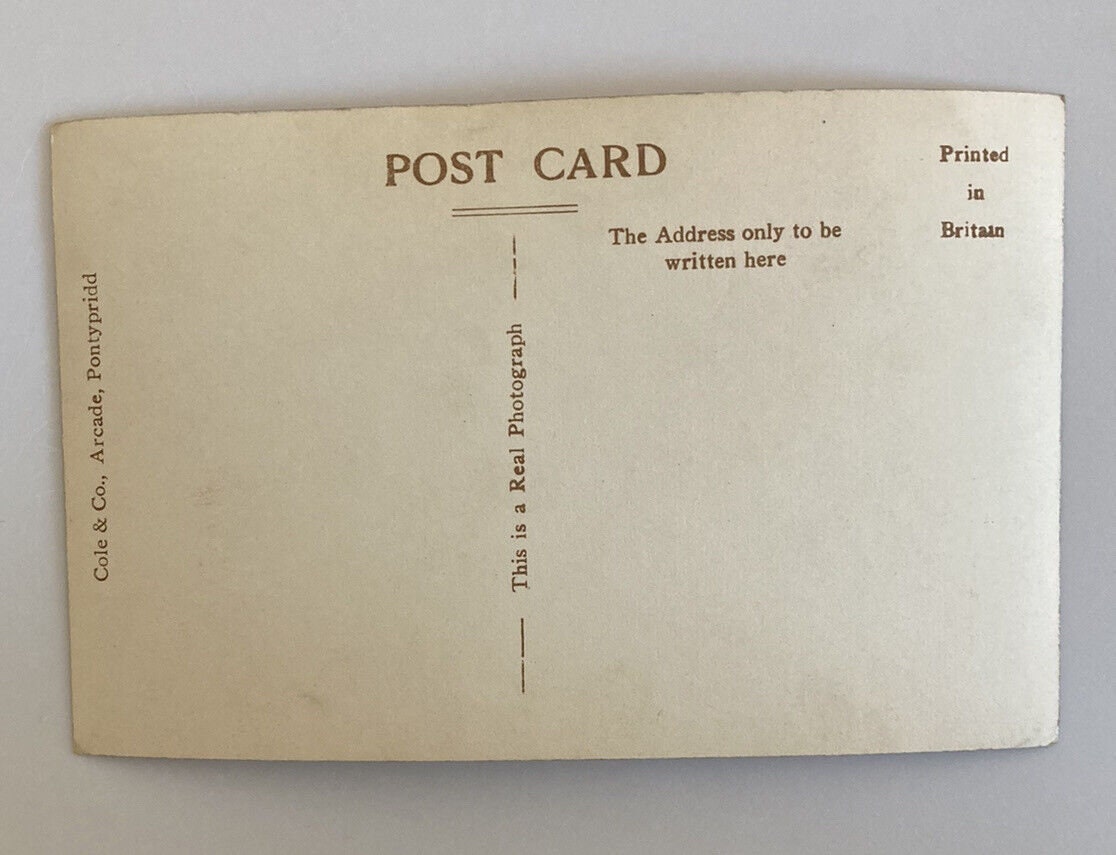 POST CARD
Printed
in
Britain
The Address only to be
written here
This is a Real Photograph
Cole & Co., Arcade, Pontypridd